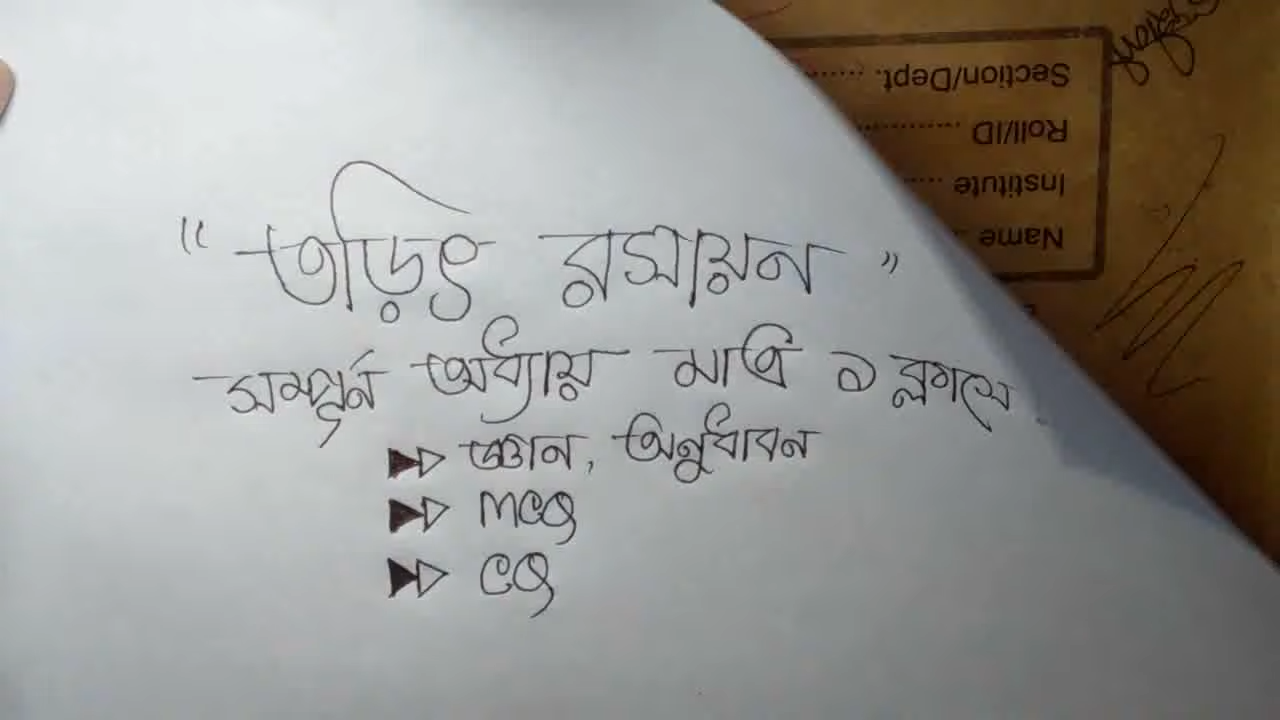 "তড়িৎ রসায়ন"
সম্পূর্ন অধ্যায় মাত্র ১ ক্লাসে.
জ্ঞান, অনুধাবন
MCQ
CQ
Name
Institute
Roll/ID
Section/Dept.